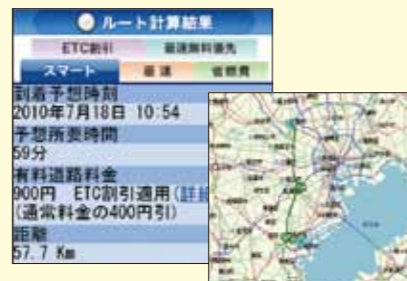 ルート計算結果
ETC割引 最速無料優先
スマート 最速 省燃費
到着予想時刻
2010年7月18日 10:54
予想所要時間
59分
有料道路料金
900円 ETC割引適用(詳細
(通常料金の400円引)
距離
57.7 Km